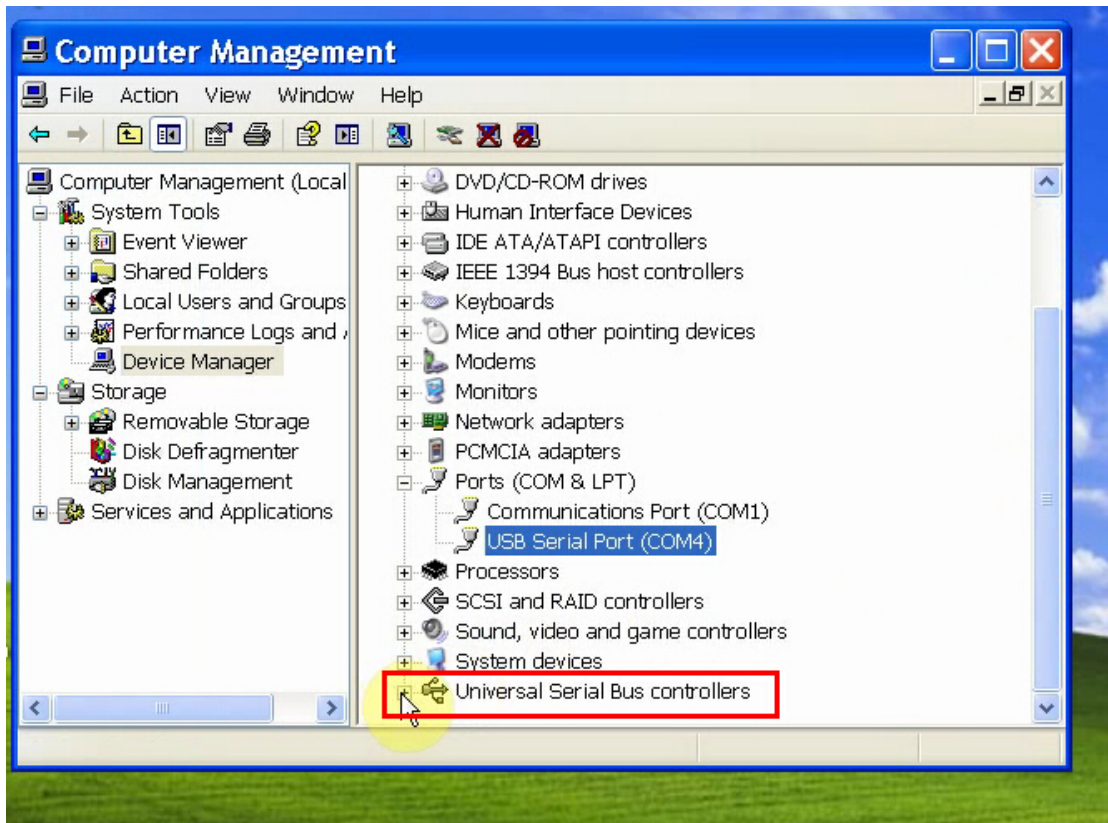 Computer Management
File Action View Window Help
Computer Management (Local
System Tools
Event Viewer
Shared Folders
Local Users and Groups
Performance Logs and
Device Manager
Storage
Removable Storage
Disk Defragmenter
Disk Management
Services and Applications
DVD/CD-ROM drives
Human Interface Devices
IDE ATA/ATAPI controllers
IEEE 1394 Bus host controllers
Keyboards
Mice and other pointing devices
Modems
Monitors
Network adapters
PCMCIA adapters
Ports (COM & LPT)
Communications Port (COM1)
USB Serial Port (COM4)
Processors
SCSI and RAID controllers
Sound, video and game controllers
System devices
Universal Serial Bus controllers